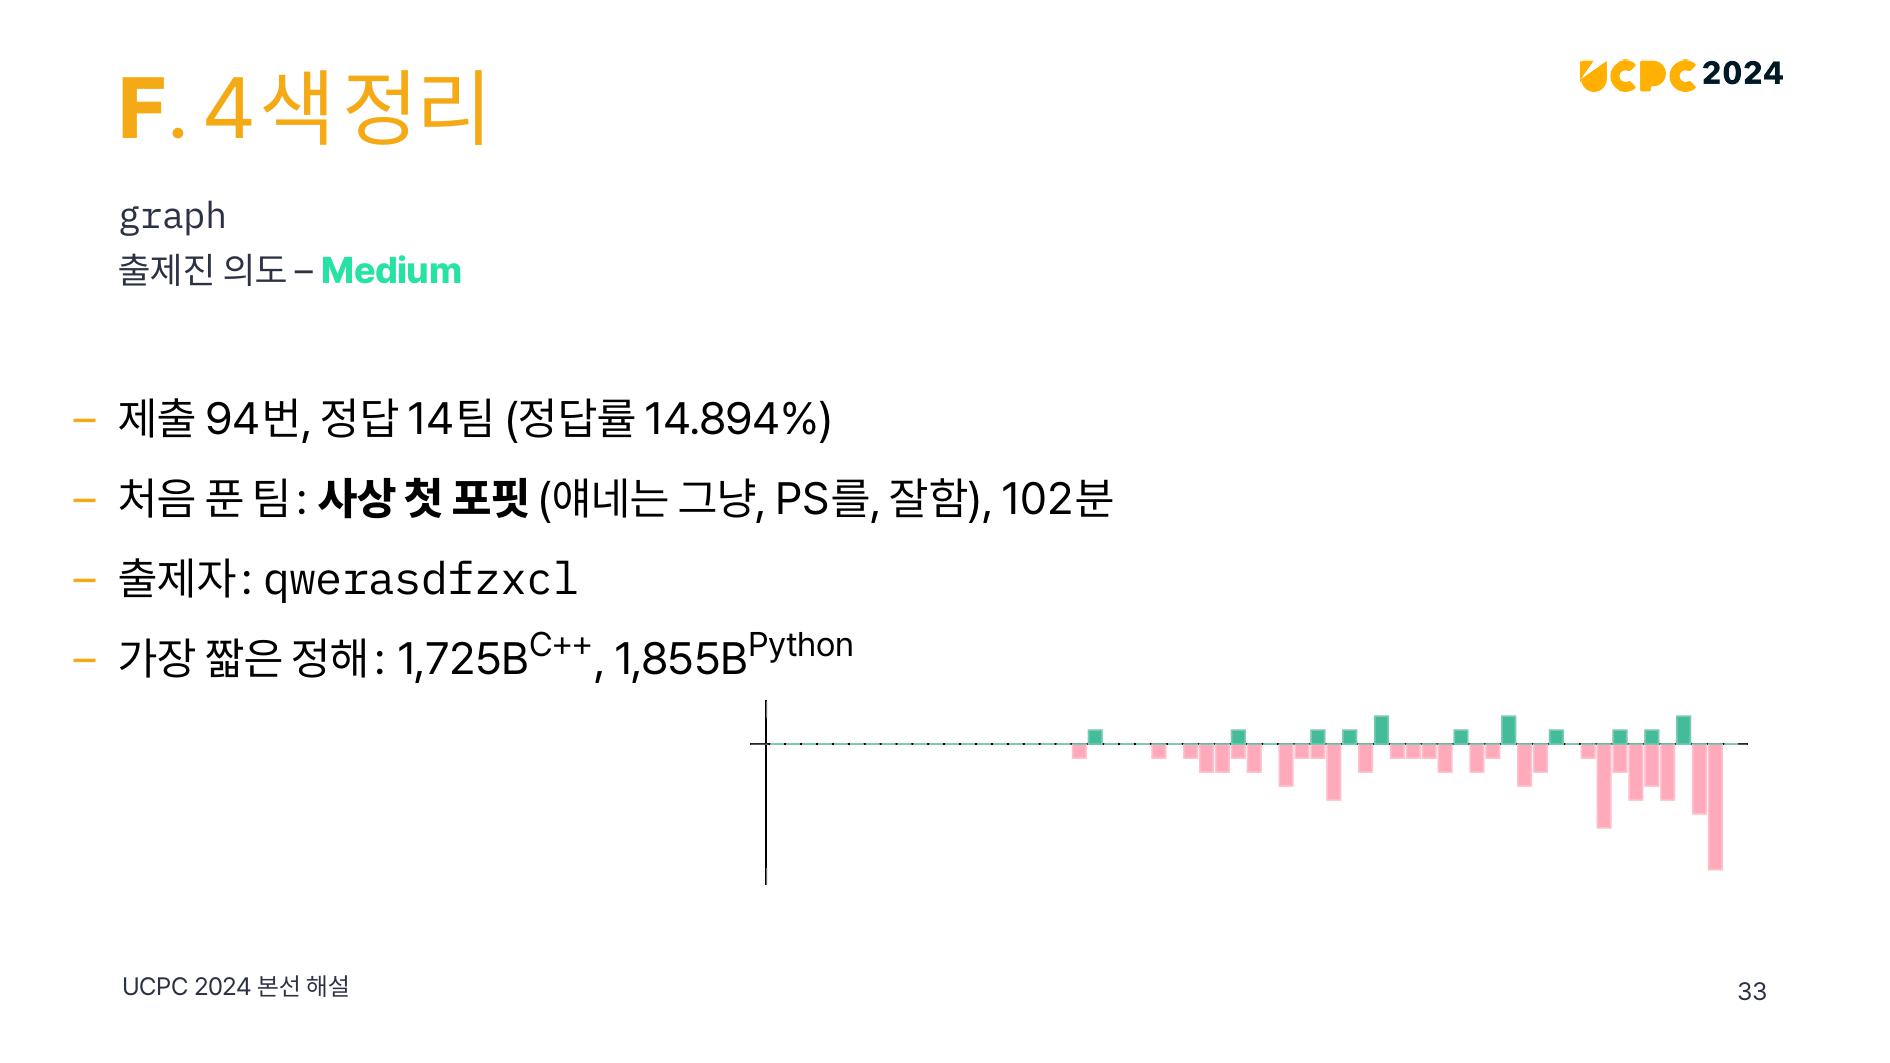 F. 4색정리
UCPC 2024
graph
출제진 의도 – Medium
– 제출 94번, 정답 14팀 (정답률 14.894%)
– 처음 푼 팀: 사상 첫 포핏 (얘네는 그냥, PS를, 잘함), 102분
– 출제자: qwerasdfzxcl
– 가장 짧은 정해: 1,725B^C++, 1,855B^Python
UCPC 2024 본선 해설
33